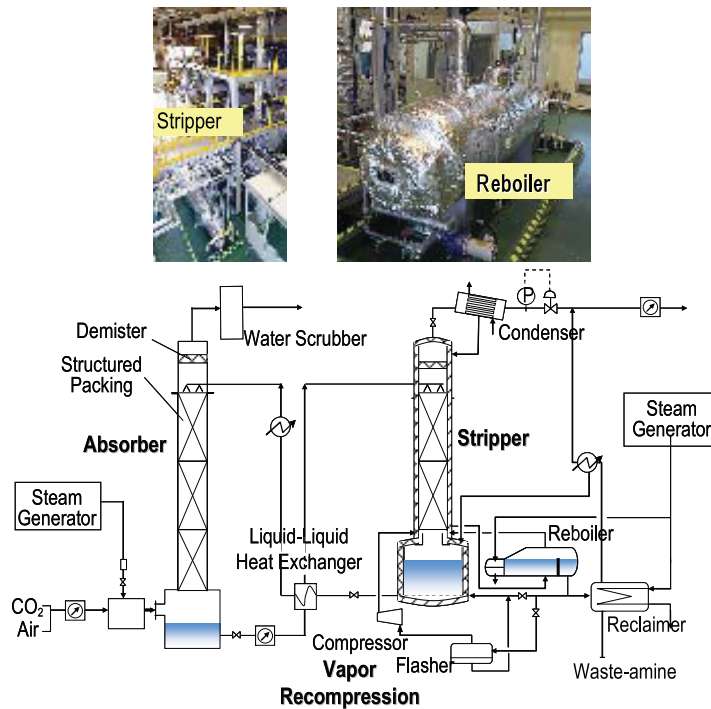 Stripper
Reboiler
Demister
Water Scrubber
Structured
Packing
Absorber
Steam
Generator
CO2
Air
Liquid-Liquid
Heat Exchanger
P
Condenser
Stripper
Steam
Generator
Reboiler
Reclaimer
Waste-amine
Compressor
Flasher
Vapor
Recompression